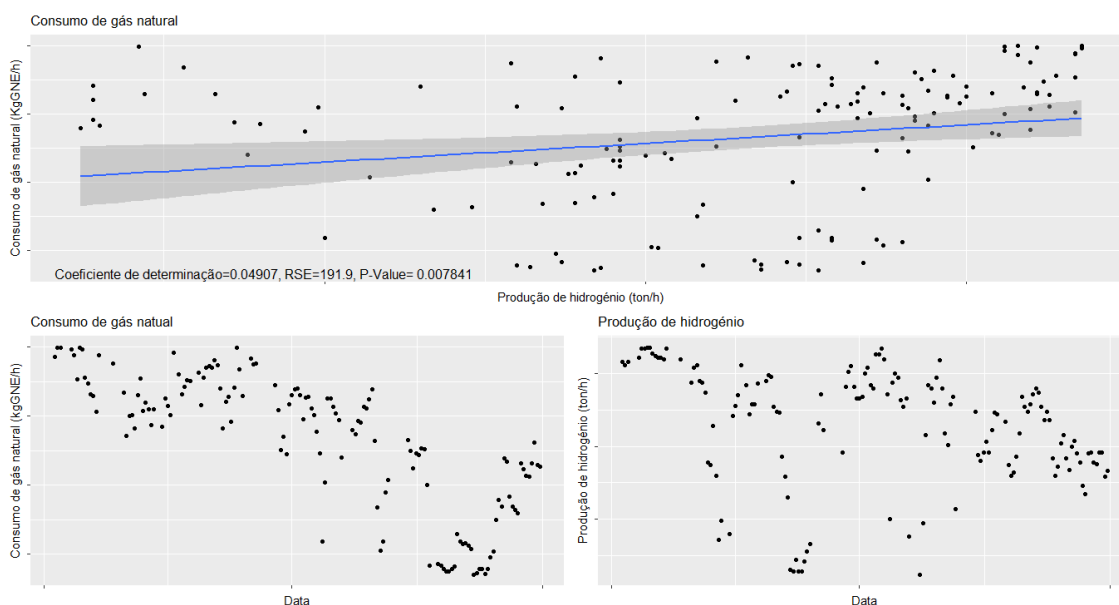 Consumo de gás natural
Consumo de gás natural (KgGNE/h)
Coeficiente de determinação=0.04907, RSE=191.9, P-Value= 0.007841
Produção de hidrogénio (ton/h)
Consumo de gás natual
Consumo de gás natural (kgGNE/h)
Data
Produção de hidrogénio
Produção de hidrogénio (ton/h)
Data